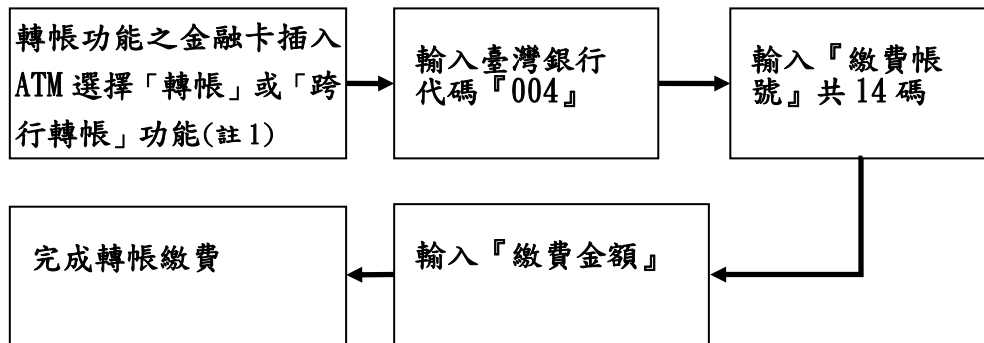 轉帳功能之金融卡插入
ATM 選擇「轉帳」或「跨
行轉帳」功能(註1)
輸入臺灣銀行
代碼『004』
輸入『繳費帳
號』共 14 碼
輸入『繳費金額』
完成轉帳繳費